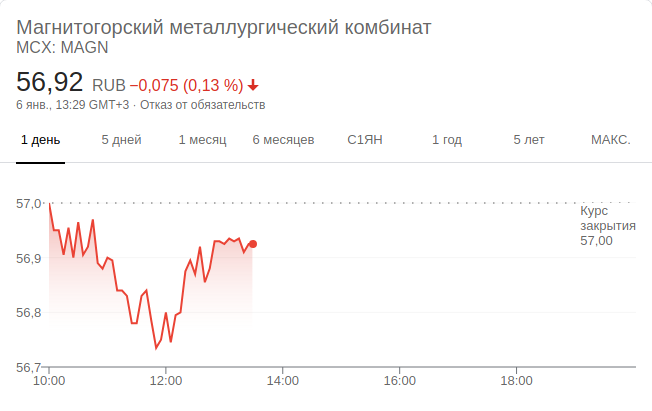 Магнитогорский металлургический комбинат
MCX: MAGN
56,92 RUB −0,075 (0,13 %)
6 янв., 13:29 GMT+3 · Отказ от обязательств
1 день 5 дней 1 месяц 6 месяцев С1ЯН 1 год 5 лет МАКС.
57,0
Курс
закрытия
57,00
56,9
56,8
56,7
10:00 12:00 14:00 16:00 18:00